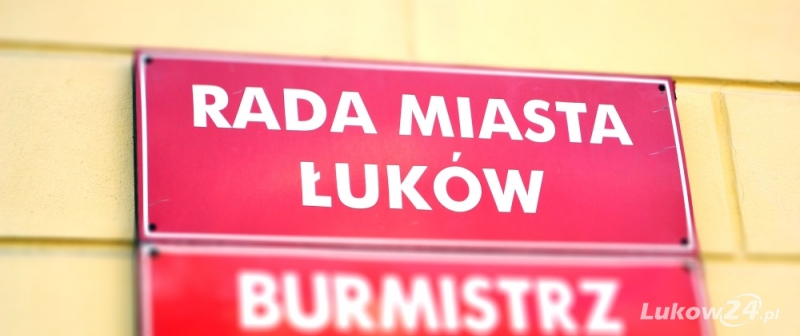 RADA MIASTA
ŁUKÓW
BURMISTRZ
Lukow24.pl